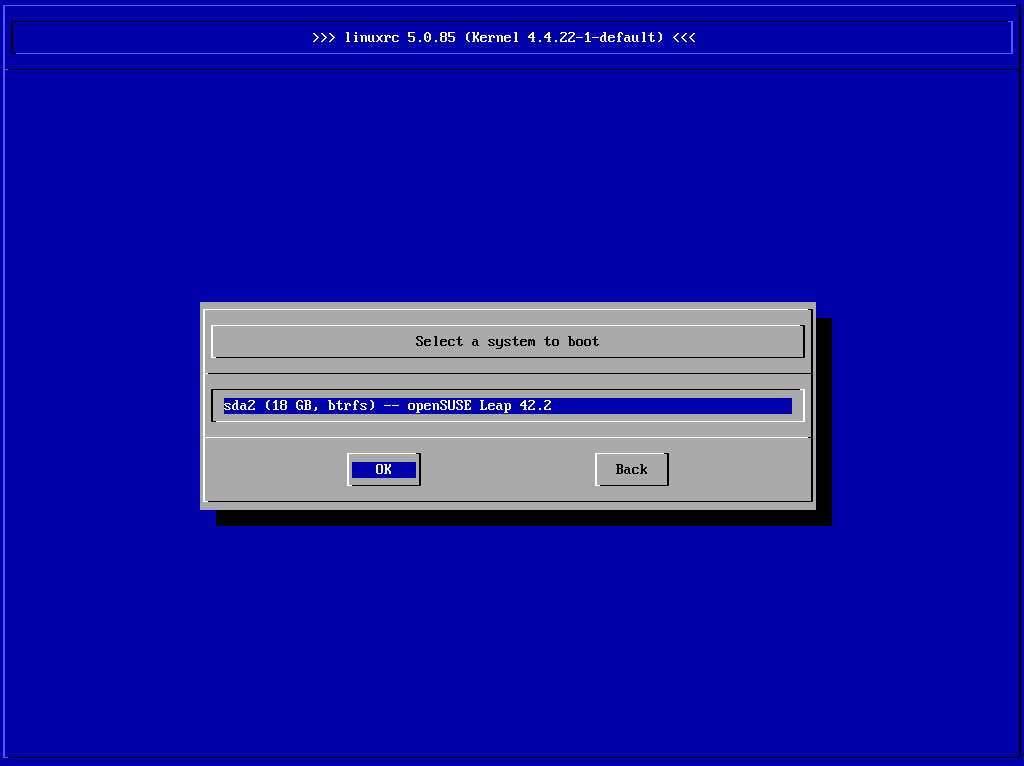 >>> linuxrc 5.0.85 (Kernel 4.4.22-1-default) <<<
Select a system to boot
sda2 (18 GB, btrfs) -- openSUSE Leap 42.2
OK
Back